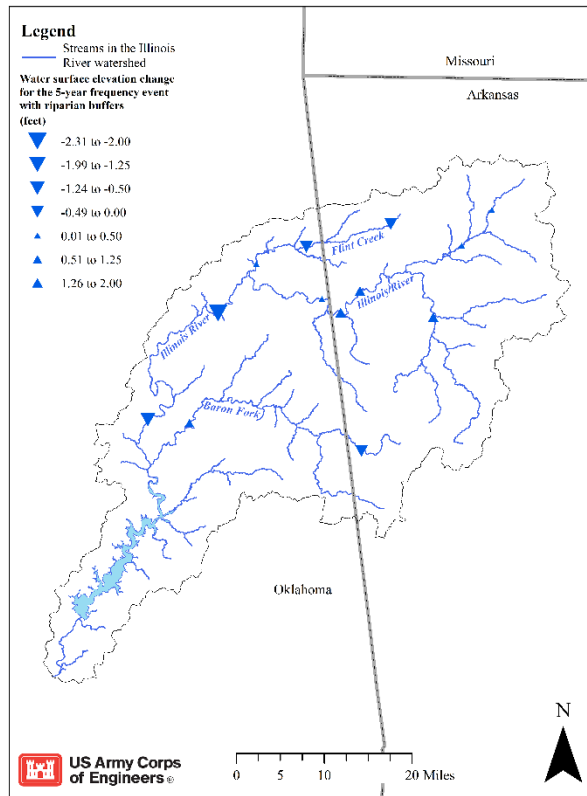 Legend
Streams in the Illinois
River watershed
Water surface elevation change
for the 5-year frequency event
with riparian buffers
(feet)
-2.31 to -2.00
-1.99 to -1.25
-1.24 to -0.50
-0.49 to 0.00
0.01 to 0.50
0.51 to 1.25
1.26 to 2.00
Missouri
Arkansas
Flint Creek
Illinois River
Illinois River
Baron Fork
Oklahoma
N
US Army Corps
of Engineers®
0 5 10 20 Miles